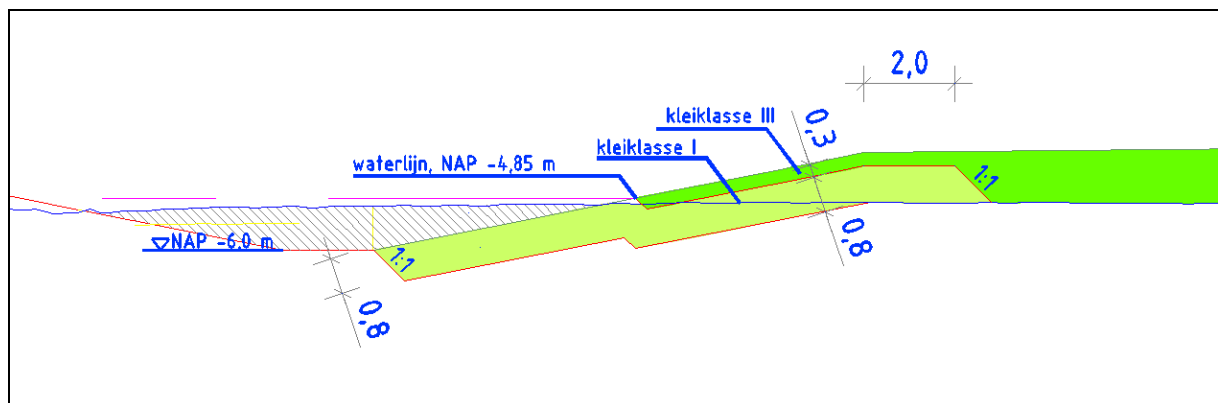 2,0
kleiklasse III
0,3
kleiklasse I
waterlijn, NAP -4,85 m
1:1
0,8
NAP -6.0 m
1:1
0,8